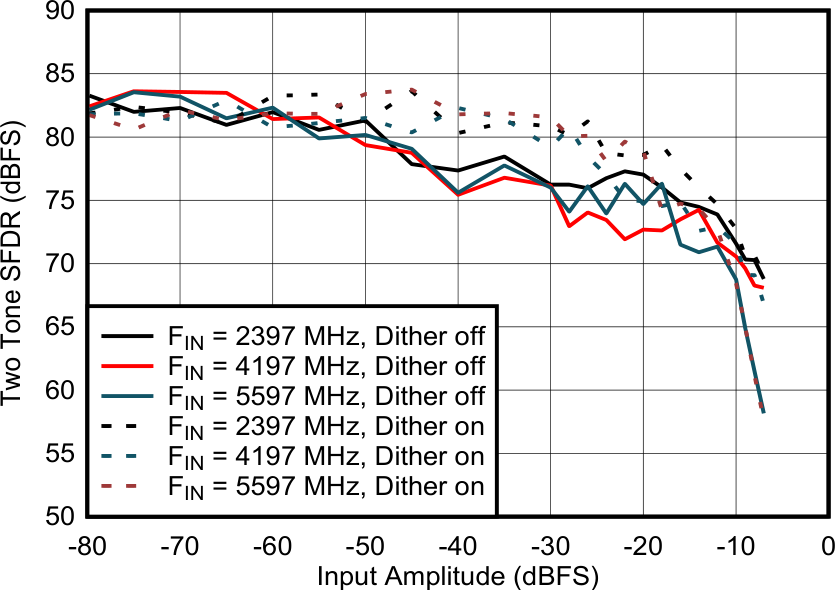 90
85
80
75
70
65
60
55
50
Two Tone SFDR (dBFS)
FIN = 2397 MHz, Dither off
FIN = 4197 MHz, Dither off
FIN = 5597 MHz, Dither off
FIN = 2397 MHz, Dither on
FIN = 4197 MHz, Dither on
FIN = 5597 MHz, Dither on
-80 -70 -60 -50 -40 -30 -20 -10 0
Input Amplitude (dBFS)